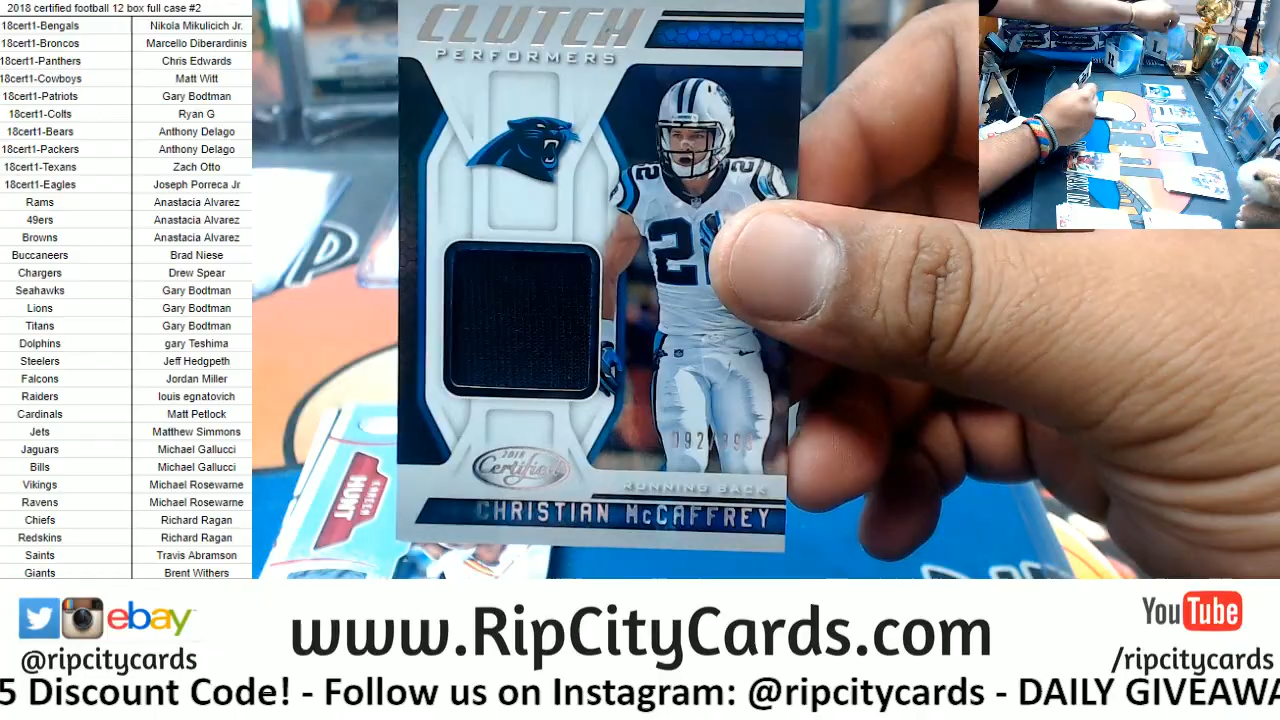 2018 certified football 12 box full case #2
18cert1-Bengals Nikola Mikulicich Jr.
18cert1-Broncos Marcello Diberardinis
18cert1-Panthers Chris Edwards
18cert1-Cowboys Matt Witt
18cert1-Patriots Gary Bodtman
18cert1-Colts Ryan G
18cert1-Bears Anthony Delago
18cert1-Packers Anthony Delago
18cert1-Texans Zach Otto
18cert1-Eagles Joseph Porreca Jr
Rams Anastacia Alvarez
49ers Anastacia Alvarez
Browns Anastacia Alvarez
Buccaneers Brad Niese
Chargers Drew Spear
Seahawks Gary Bodtman
Lions Gary Bodtman
Titans Gary Bodtman
Dolphins gary Teshima
Steelers Jeff Hedgpeth
Falcons Jordan Miller
Raiders louis egnatovich
Cardinals Matt Petlock
Jets Matthew Simmons
Jaguars Michael Gallucci
Bills Michael Gallucci
Vikings Michael Rosewarne
Ravens Michael Rosewarne
Chiefs Richard Ragan
Redskins Richard Ragan
Saints Travis Abramson
Giants Brent Withers
CLUTCH
PERFORMERS
22
2018
Certified
RUNNING BACK
CHRISTIAN McCAFFREY
KAREEM
HUNT
ebay
@ripcitycards
www.RipCityCards.com
YouTube
/ripcitycards
5 Discount Code! - Follow us on Instagram: @ripcitycards - DAILY GIVEAWA